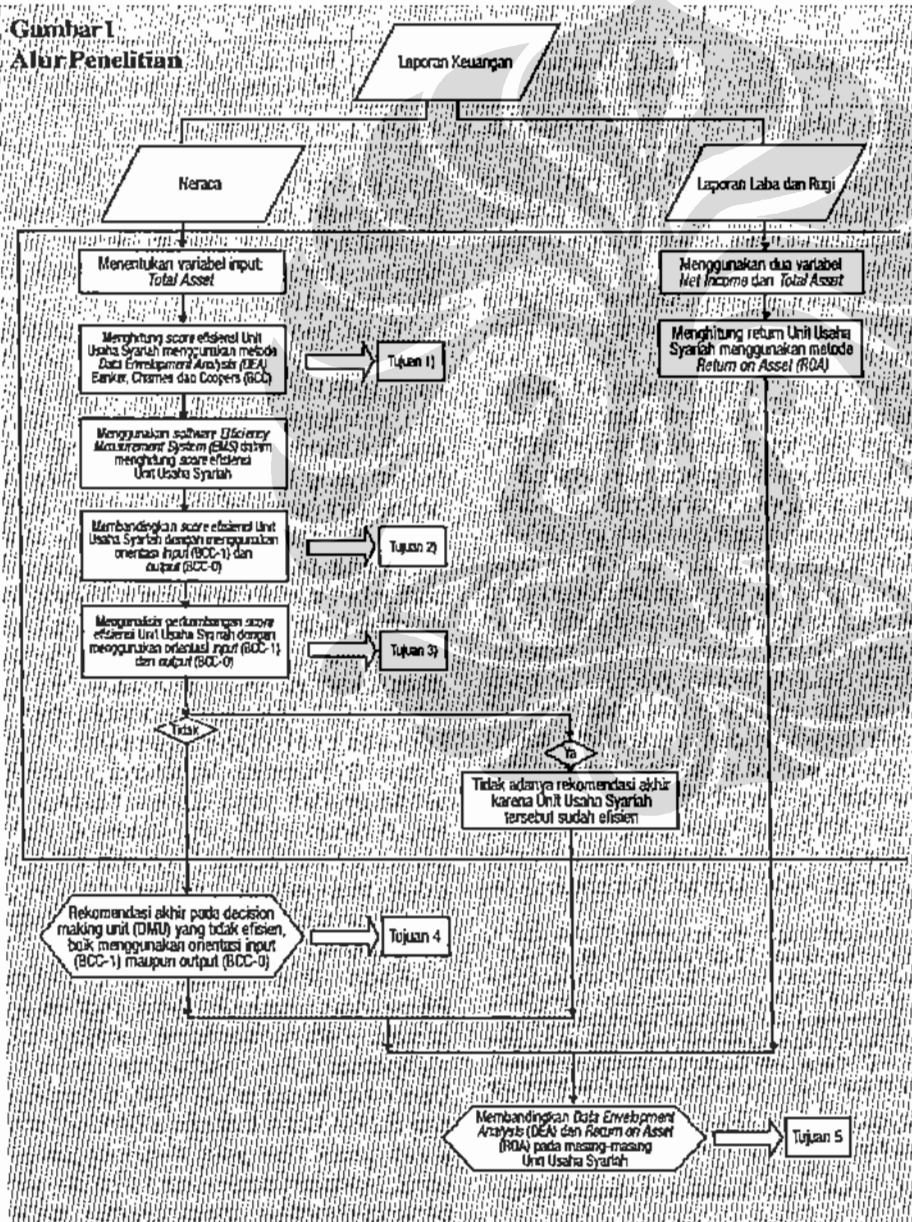 Gambar 1
Alur Penelitian
Laporan Keuangan
Neraca
Laporan Laba dan Rugi
Menentukan variabel input:
Total Asset
Menggunakan dua variabel
Net Income dan Total Asset
Menghitung score efisiensi Unit
Usaha Syariah menggunakan metode
Data Envelopment Analysis (DEA)
Banker, Charnes dan Coopers (BCC)
Tujuan 1)
Menghitung return Unit Usaha
Syariah menggunakan metode
Return on Asset (ROA)
Menggunakan software Efficiency
Measurement System (EMS) dalam
menghitung score efisiensi
Unit Usaha Syariah
Membandingkan score efisiensi Unit
Usaha Syariah dengan menggunakan
orientasi input (BCC-1) dan
output (BCC-0)
Tujuan 2)
Menganalisis perkembangan score
efisiensi Unit Usaha Syariah dengan
menggunakan orientasi input (BCC-1)
dan output (BCC-0)
Tujuan 3)
Tidak
Ya
Tidak adanya rekomendasi akhir
karena Unit Usaha Syariah
tersebut sudah efisien
Rekomendasi akhir pada decision
making unit (DMU) yang tidak efisien,
baik menggunakan orientasi input
(BCC-1) maupun output (BCC-0)
Tujuan 4
Membandingkan Data Envelopment
Analysis (DEA) dan Return on Asset
(ROA) pada masing-masing
Unit Usaha Syariah
Tujuan 5